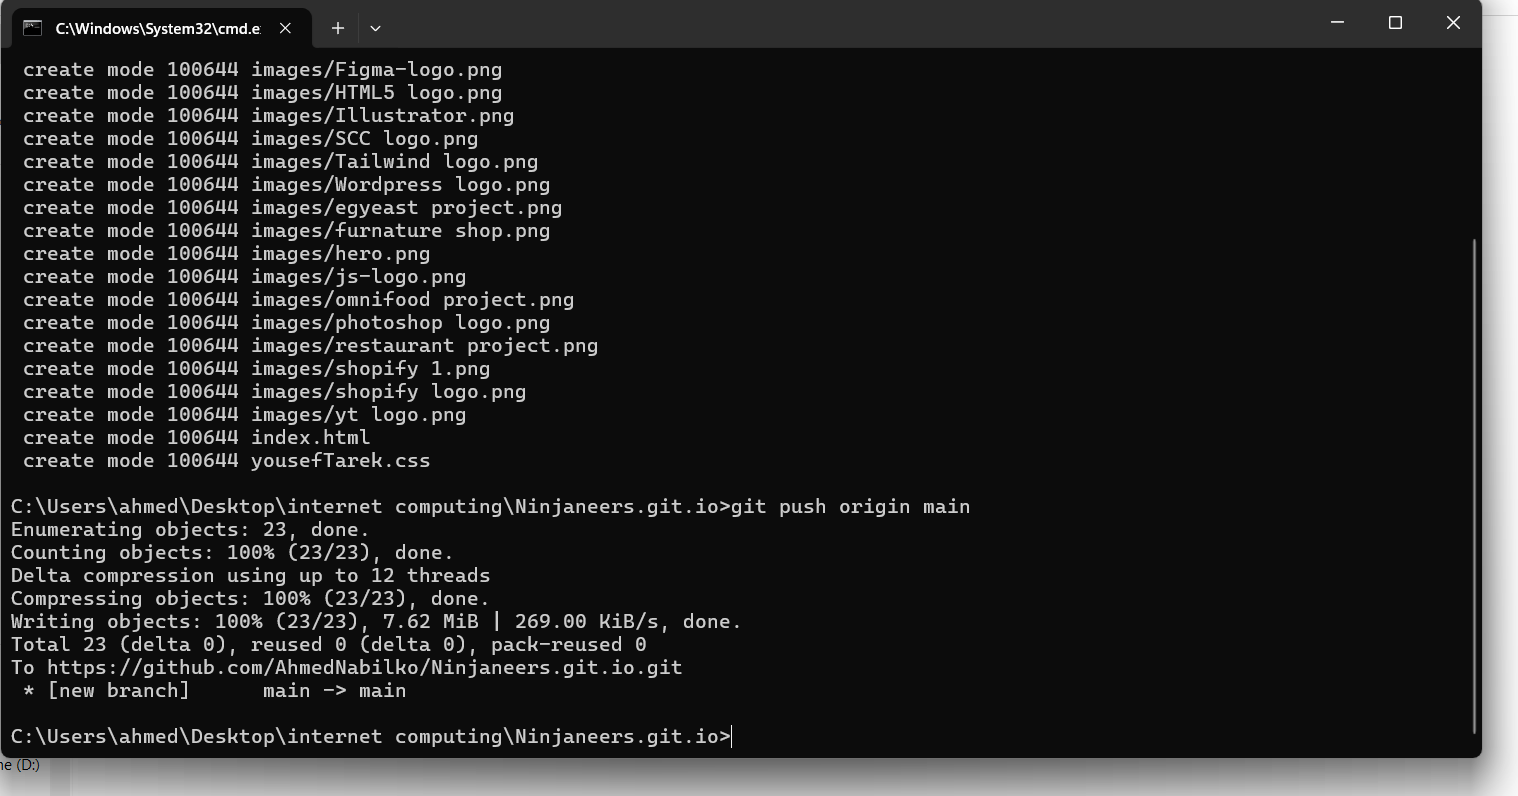 C:\Windows\System32\cmd.e
create mode 100644 images/Figma-logo.png
create mode 100644 images/HTML5 logo.png
create mode 100644 images/Illustrator.png
create mode 100644 images/SCC logo.png
create mode 100644 images/Tailwind logo.png
create mode 100644 images/Wordpress logo.png
create mode 100644 images/egyeast project.png
create mode 100644 images/furnature shop.png
create mode 100644 images/hero.png
create mode 100644 images/js-logo.png
create mode 100644 images/omnifood project.png
create mode 100644 images/photoshop logo.png
create mode 100644 images/restaurant project.png
create mode 100644 images/shopify 1.png
create mode 100644 images/shopify logo.png
create mode 100644 images/yt logo.png
create mode 100644 index.html
create mode 100644 yousefTarek.css
C:\Users\ahmed\Desktop\internet computing\Ninjaneers.git.io>git push origin main
Enumerating objects: 23, done.
Counting objects: 100% (23/23), done.
Delta compression using up to 12 threads
Compressing objects: 100% (23/23), done.
Writing objects: 100% (23/23), 7.62 MiB | 269.00 KiB/s, done.
Total 23 (delta 0), reused 0 (delta 0), pack-reused 0
To https://github.com/AhmedNabilko/Ninjaneers.git.io.git
* [new branch]      main -> main
C:\Users\ahmed\Desktop\internet computing\Ninjaneers.git.io>
(D:)